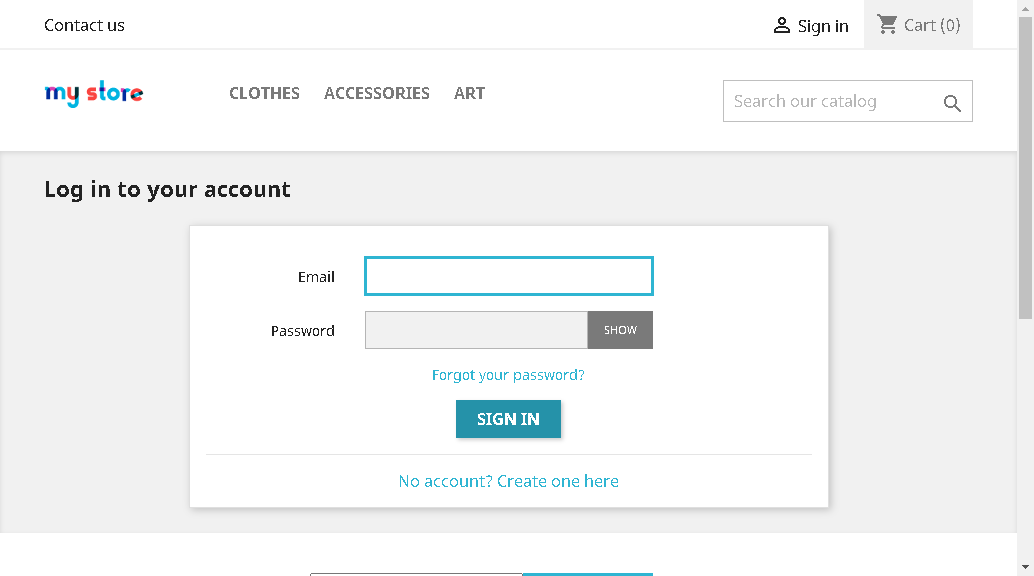 Contact us
Sign in
Cart (0)
my store
CLOTHES
ACCESSORIES
ART
Search our catalog
Log in to your account
Email
Password
SHOW
Forgot your password?
SIGN IN
No account? Create one here